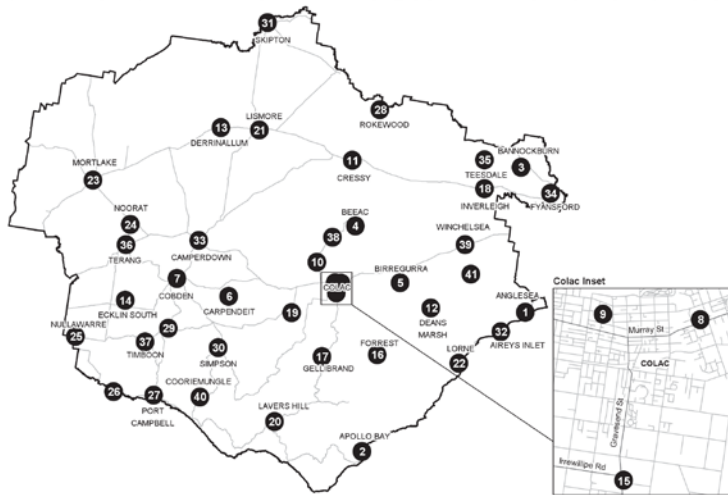 31
SKIPTON
28
ROKEWOOD
LISMORE
13
21
DERRINALLUM
BANNOCKBURN
35
3
11
CRESSY
TEESDALE
MORTLAKE
23
18
INVERLEIGH
34
FYANSFORD
NOORAT
24
BEEAC
4
WINCHELSEA
38
33
36
39
TERANG
CAMPERDOWN
10
7
COBDEN
BIRREGURRA
5
41
COLAC
6
CARPENDEIT
14
ECKLIN SOUTH
19
12
DEANS
MARSH
ANGLESEA
1
NULLAWARRE
25
29
37
TIMBOON
30
SIMPSON
32
AIREYS INLET
17
GELLIBRAND
FORREST
16
LORNE
22
26
27
PORT
CAMPBELL
COORIEMUNGLE
40
LAVERS HILL
20
APOLLO BAY
2
Colac Inset
9
8
Murray St
COLAC
Gravesend St
Irrewillipe Rd
15